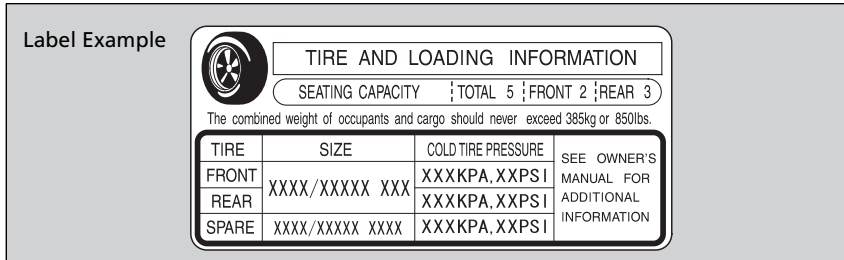 Label Example
TIRE AND LOADING INFORMATION
SEATING CAPACITY TOTAL 5 FRONT 2 REAR 3
The combined weight of occupants and cargo should never exceed 385kg or 850lbs.
TIRE SIZE COLD TIRE PRESSURE
FRONT XXXX/XXXXX XXX XXXKPA,XXPSI
REAR XXXKPA,XXPSI
SPARE XXXX/XXXXX XXXX XXXKPA,XXPSI
SEE OWNER'S
MANUAL FOR
ADDITIONAL
INFORMATION